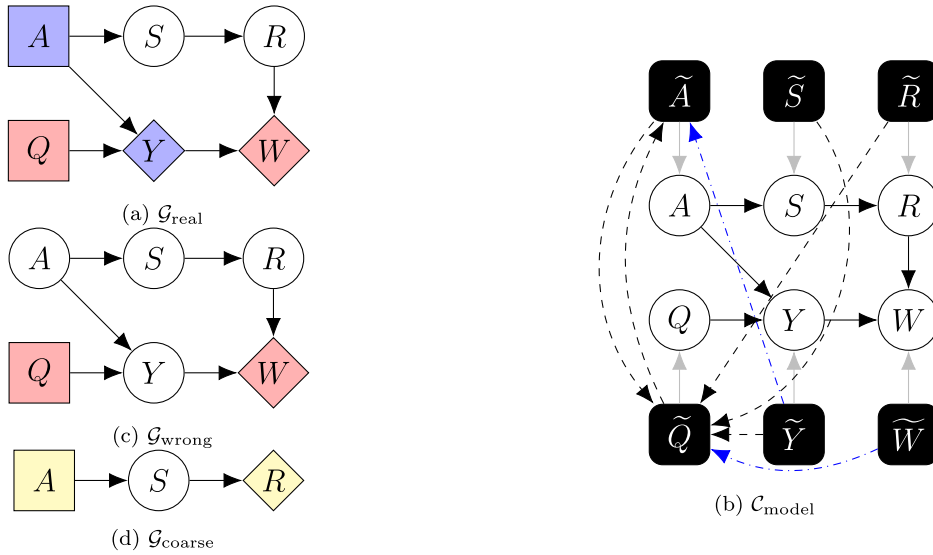 A S R
Q Y W
(a) 𝒢real
A S R
Q Y W
(c) 𝒢wrong
A S R
(d) 𝒢coarse
Ã S̃ R̃
A S R
Q Y W
Q̃ Ỹ W̃
(b) 𝒞model